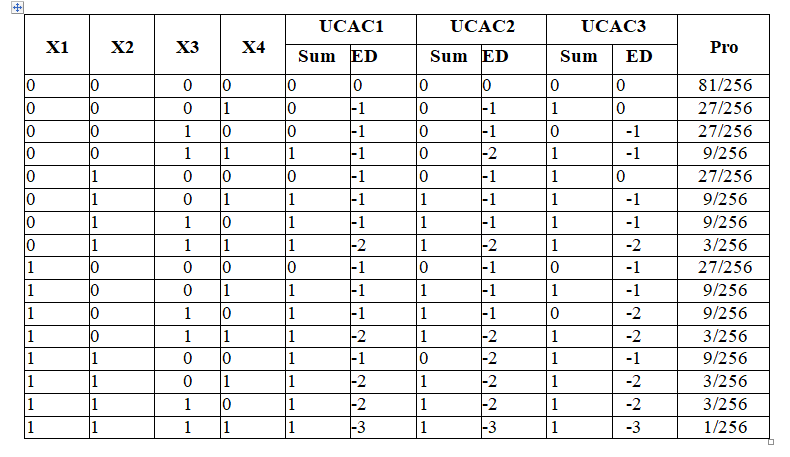 X1 X2 X3 X4 UCAC1 UCAC2 UCAC3 Pro
Sum ED Sum ED Sum ED
0 0 0 0 0 0 0 0 0 0 81/256
0 0 0 1 0 -1 0 -1 1 0 27/256
0 0 1 0 0 -1 0 -1 0 -1 27/256
0 0 1 1 1 -1 0 -2 1 -1 9/256
0 1 0 0 0 -1 0 -1 1 0 27/256
0 1 0 1 1 -1 1 -1 1 -1 9/256
0 1 1 0 1 -1 1 -1 1 -1 9/256
0 1 1 1 1 -2 1 -2 1 -2 3/256
1 0 0 0 0 -1 0 -1 0 -1 27/256
1 0 0 1 1 -1 1 -1 1 -1 9/256
1 0 1 0 1 -1 1 -1 0 -2 9/256
1 0 1 1 1 -2 1 -2 1 -2 3/256
1 1 0 0 1 -1 0 -2 1 -1 9/256
1 1 0 1 1 -2 1 -2 1 -2 3/256
1 1 1 0 1 -2 1 -2 1 -2 3/256
1 1 1 1 1 -3 1 -3 1 -3 1/256